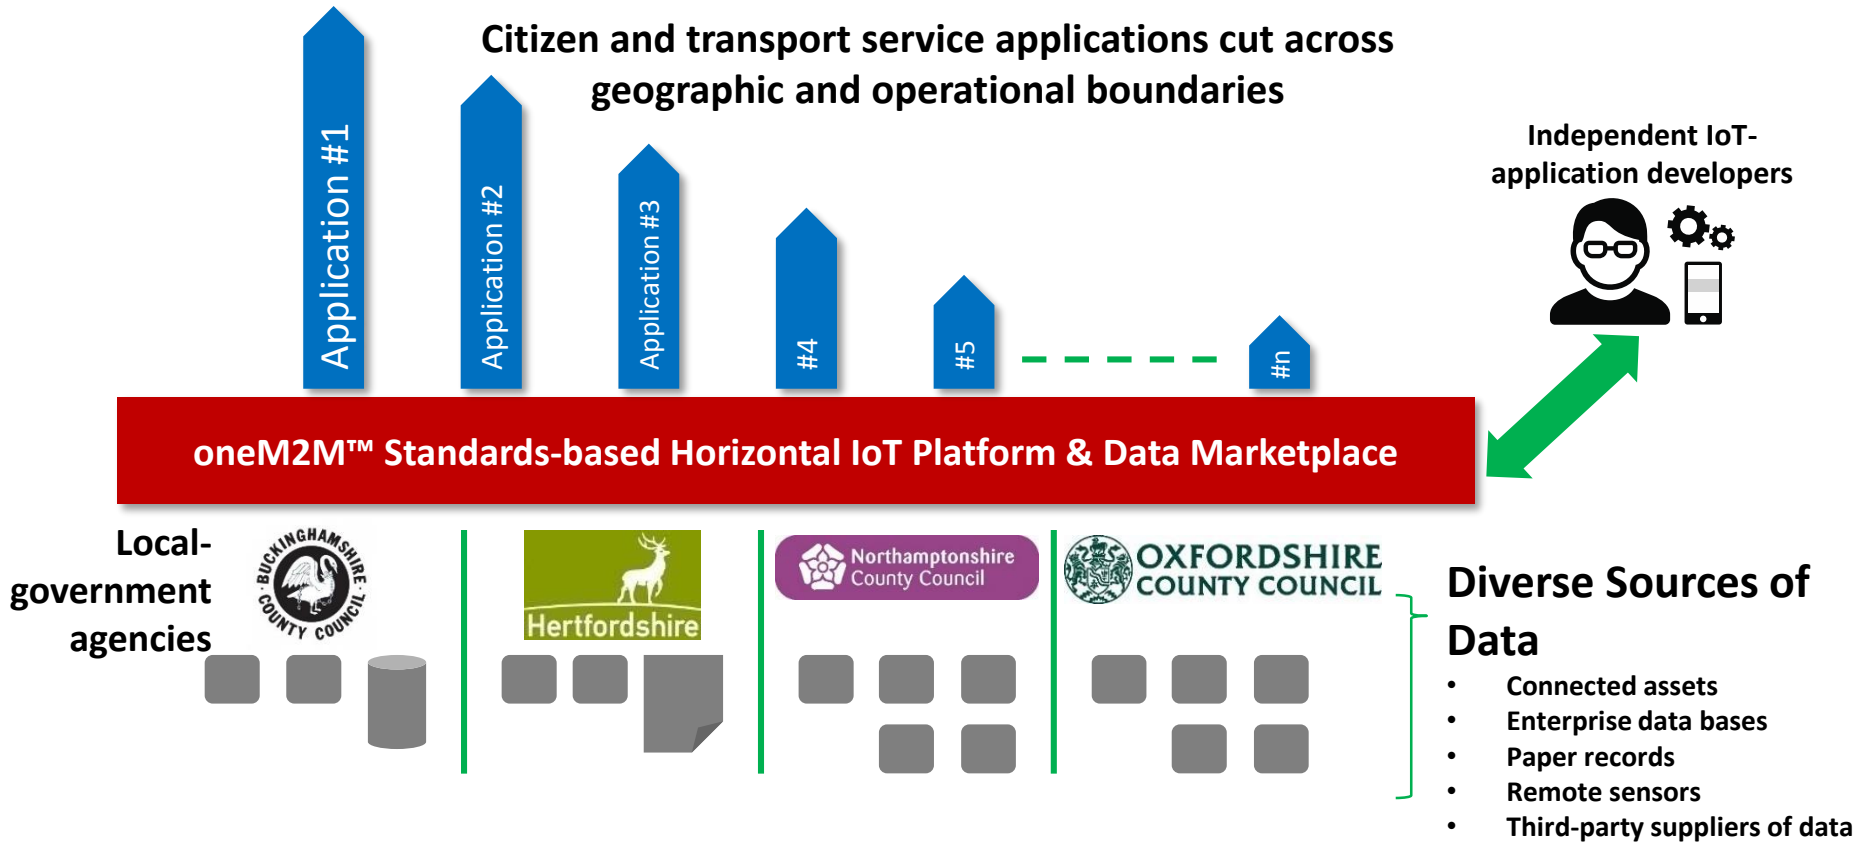 Citizen and transport service applications cut across
geographic and operational boundaries
Application #1
Application #2
Application #3
#4
#5
#n
Independent IoT-
application developers
oneM2M™ Standards-based Horizontal IoT Platform & Data Marketplace
Local-
government
agencies
BUCKINGHAMSHIRE
COUNTY COUNCIL
Hertfordshire
Northamptonshire
County Council
OXFORDSHIRE
COUNTY COUNCIL
Diverse Sources of
Data
• Connected assets
• Enterprise data bases
• Paper records
• Remote sensors
• Third-party suppliers of data